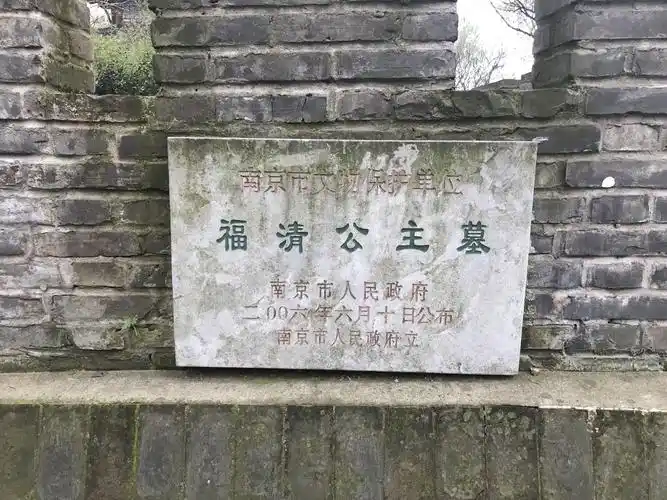 南京市文物保护单位
福清公主墓
南京市人民政府
二〇〇六年六月十日公布
南京市人民政府立